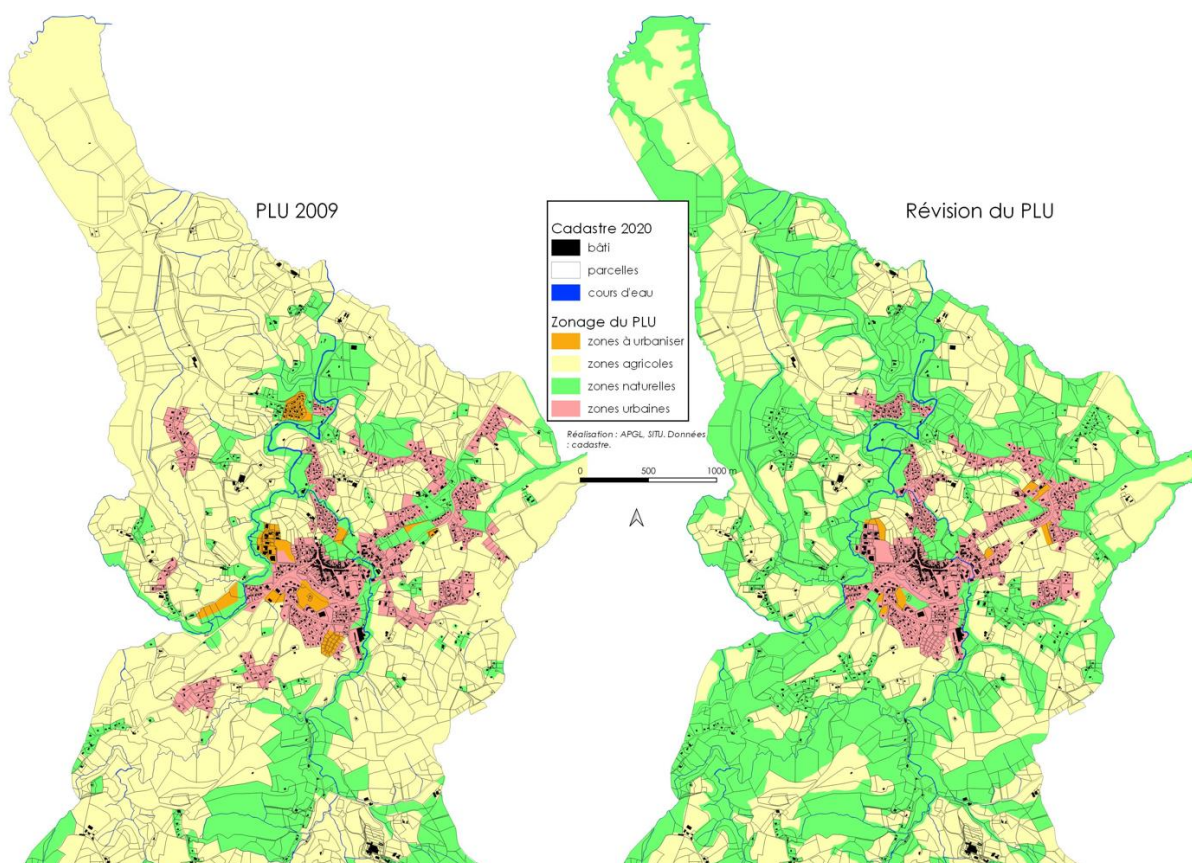 PLU 2009
Révision du PLU
Cadastre 2020
bâti
parcelles
cours d'eau
Zonage du PLU
zones à urbaniser
zones agricoles
zones naturelles
zones urbaines
Réalisation : APGL, SITU. Données
: cadastre.
0 500 1000 m